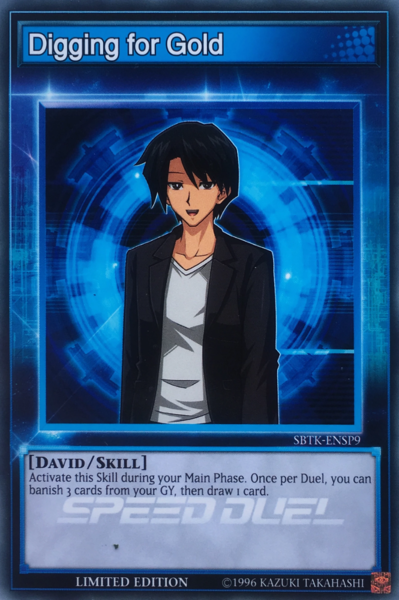 Digging for Gold
SBTK-ENSP9
[David/Skill]
Activate this Skill during your Main Phase. Once per Duel, you can
banish 3 cards from your GY, then draw 1 card.
SPEED DUEL
LIMITED EDITION
©1996 KAZUKI TAKAHASHI